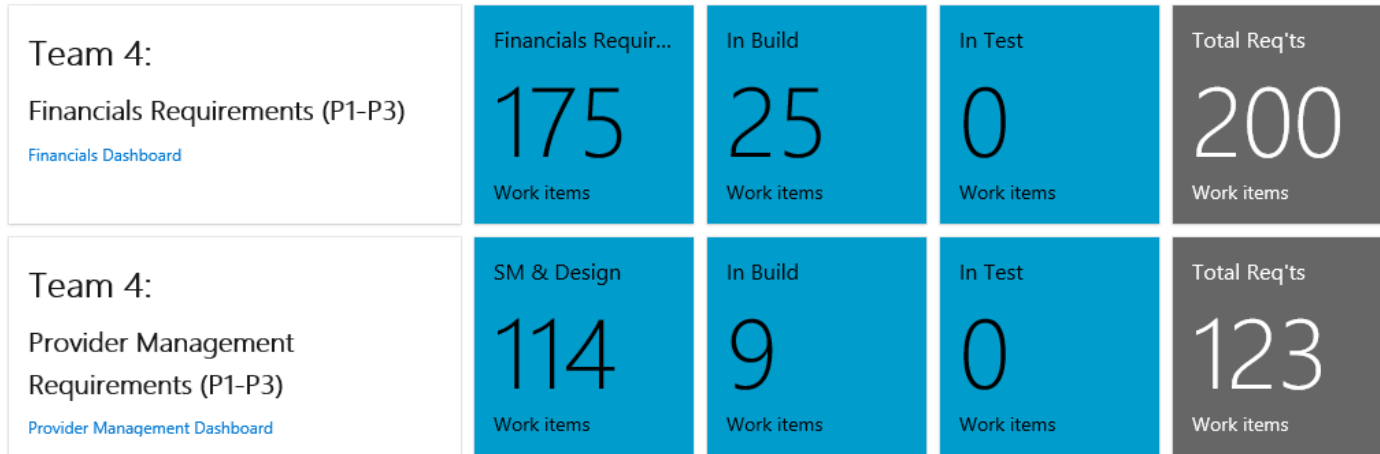 Team 4:
Financials Requirements (P1-P3)
Financials Dashboard
Financials Requir...
175
Work items
In Build
25
Work items
In Test
0
Work items
Total Req'ts
200
Work items
Team 4:
Provider Management
Requirements (P1-P3)
Provider Management Dashboard
SM & Design
114
Work items
In Build
9
Work items
In Test
0
Work items
Total Req'ts
123
Work items